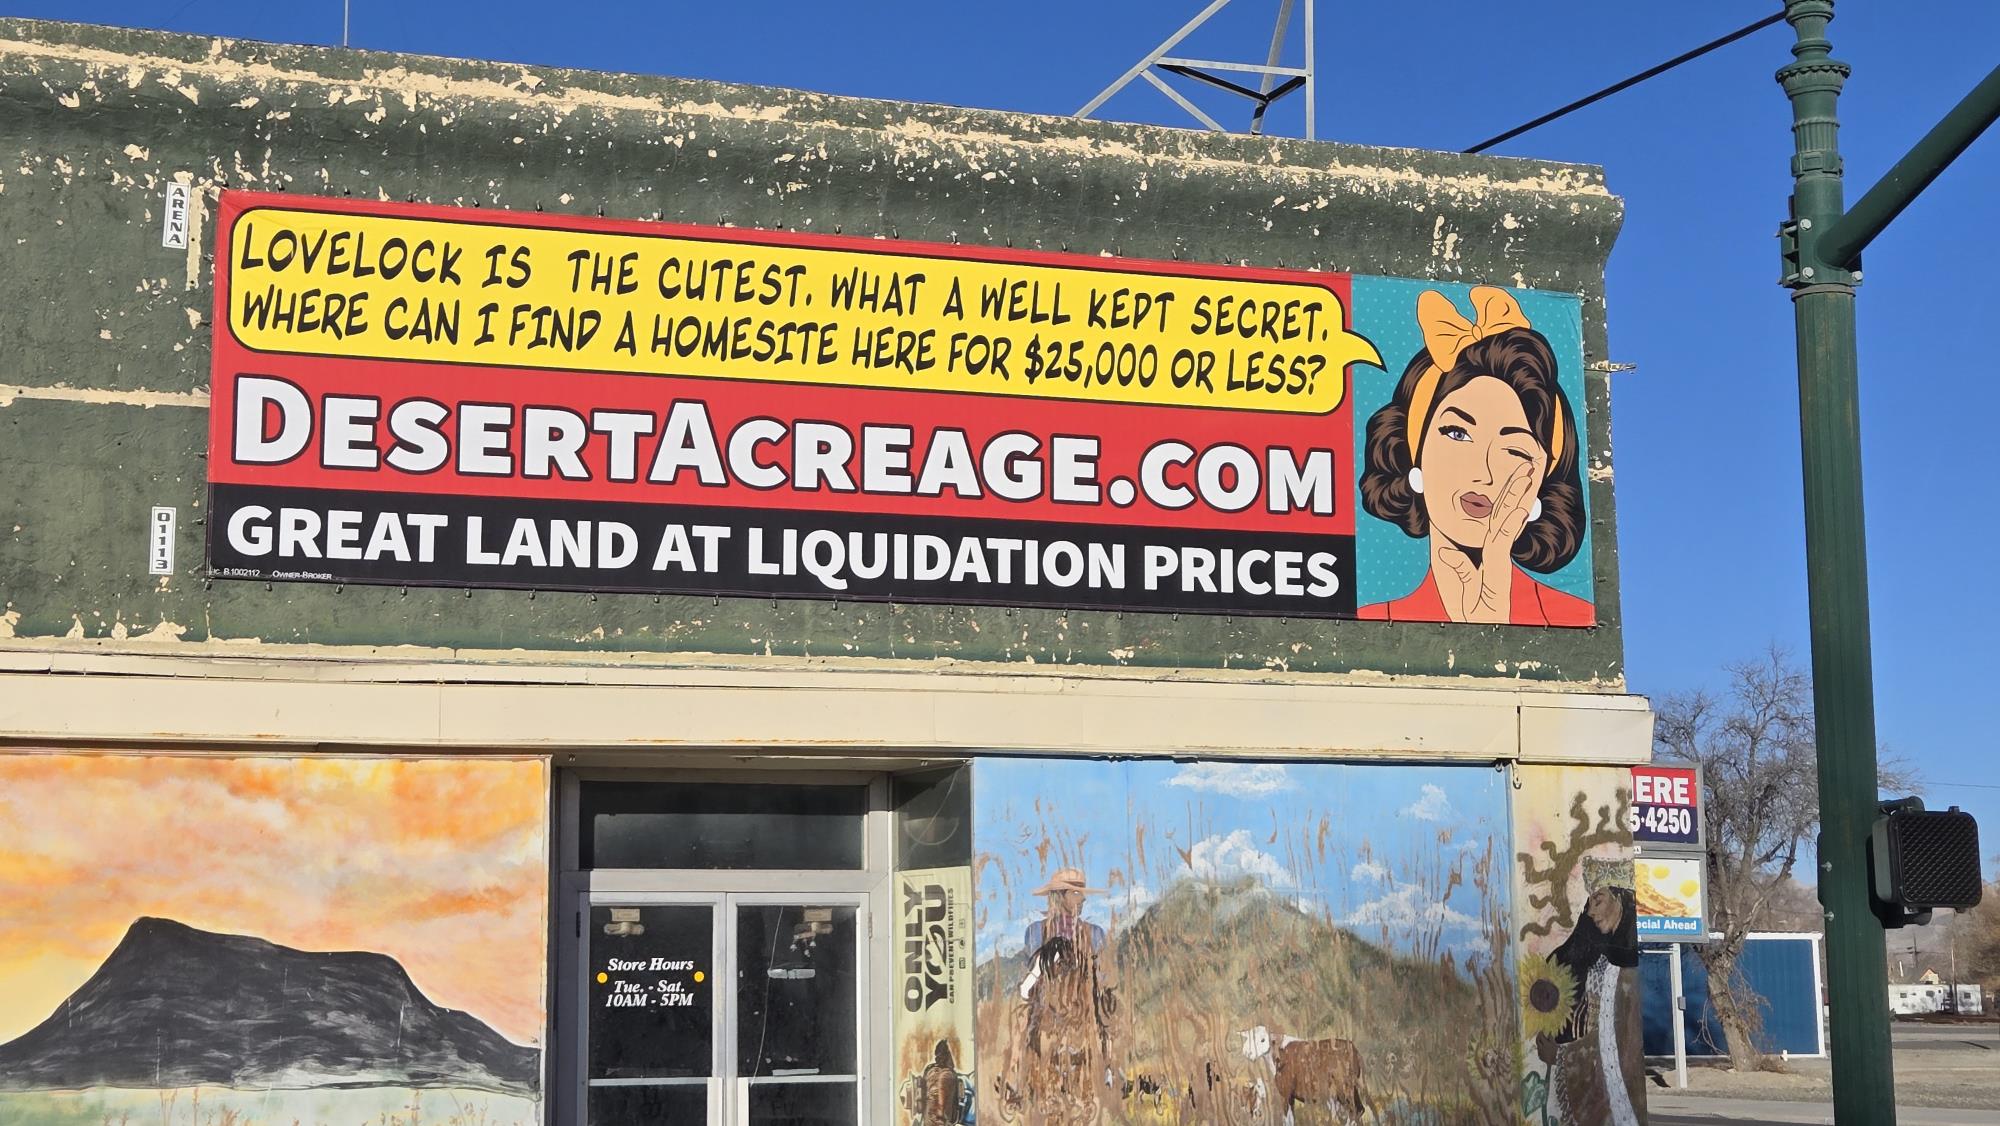 ARENA
LOVELOCK IS THE CUTEST. WHAT A WELL KEPT SECRET.
WHERE CAN I FIND A HOMESITE HERE FOR $25,000 OR LESS?
DESERTACREAGE.COM
GREAT LAND AT LIQUIDATION PRICES
01113
B.1002112 OWNER-BROKER
Store Hours
Tue. - Sat.
10AM - 5PM
ONLY
YOU
CAN PREVENT WILDFIRES
ERE
5-4250
ecial Ahead